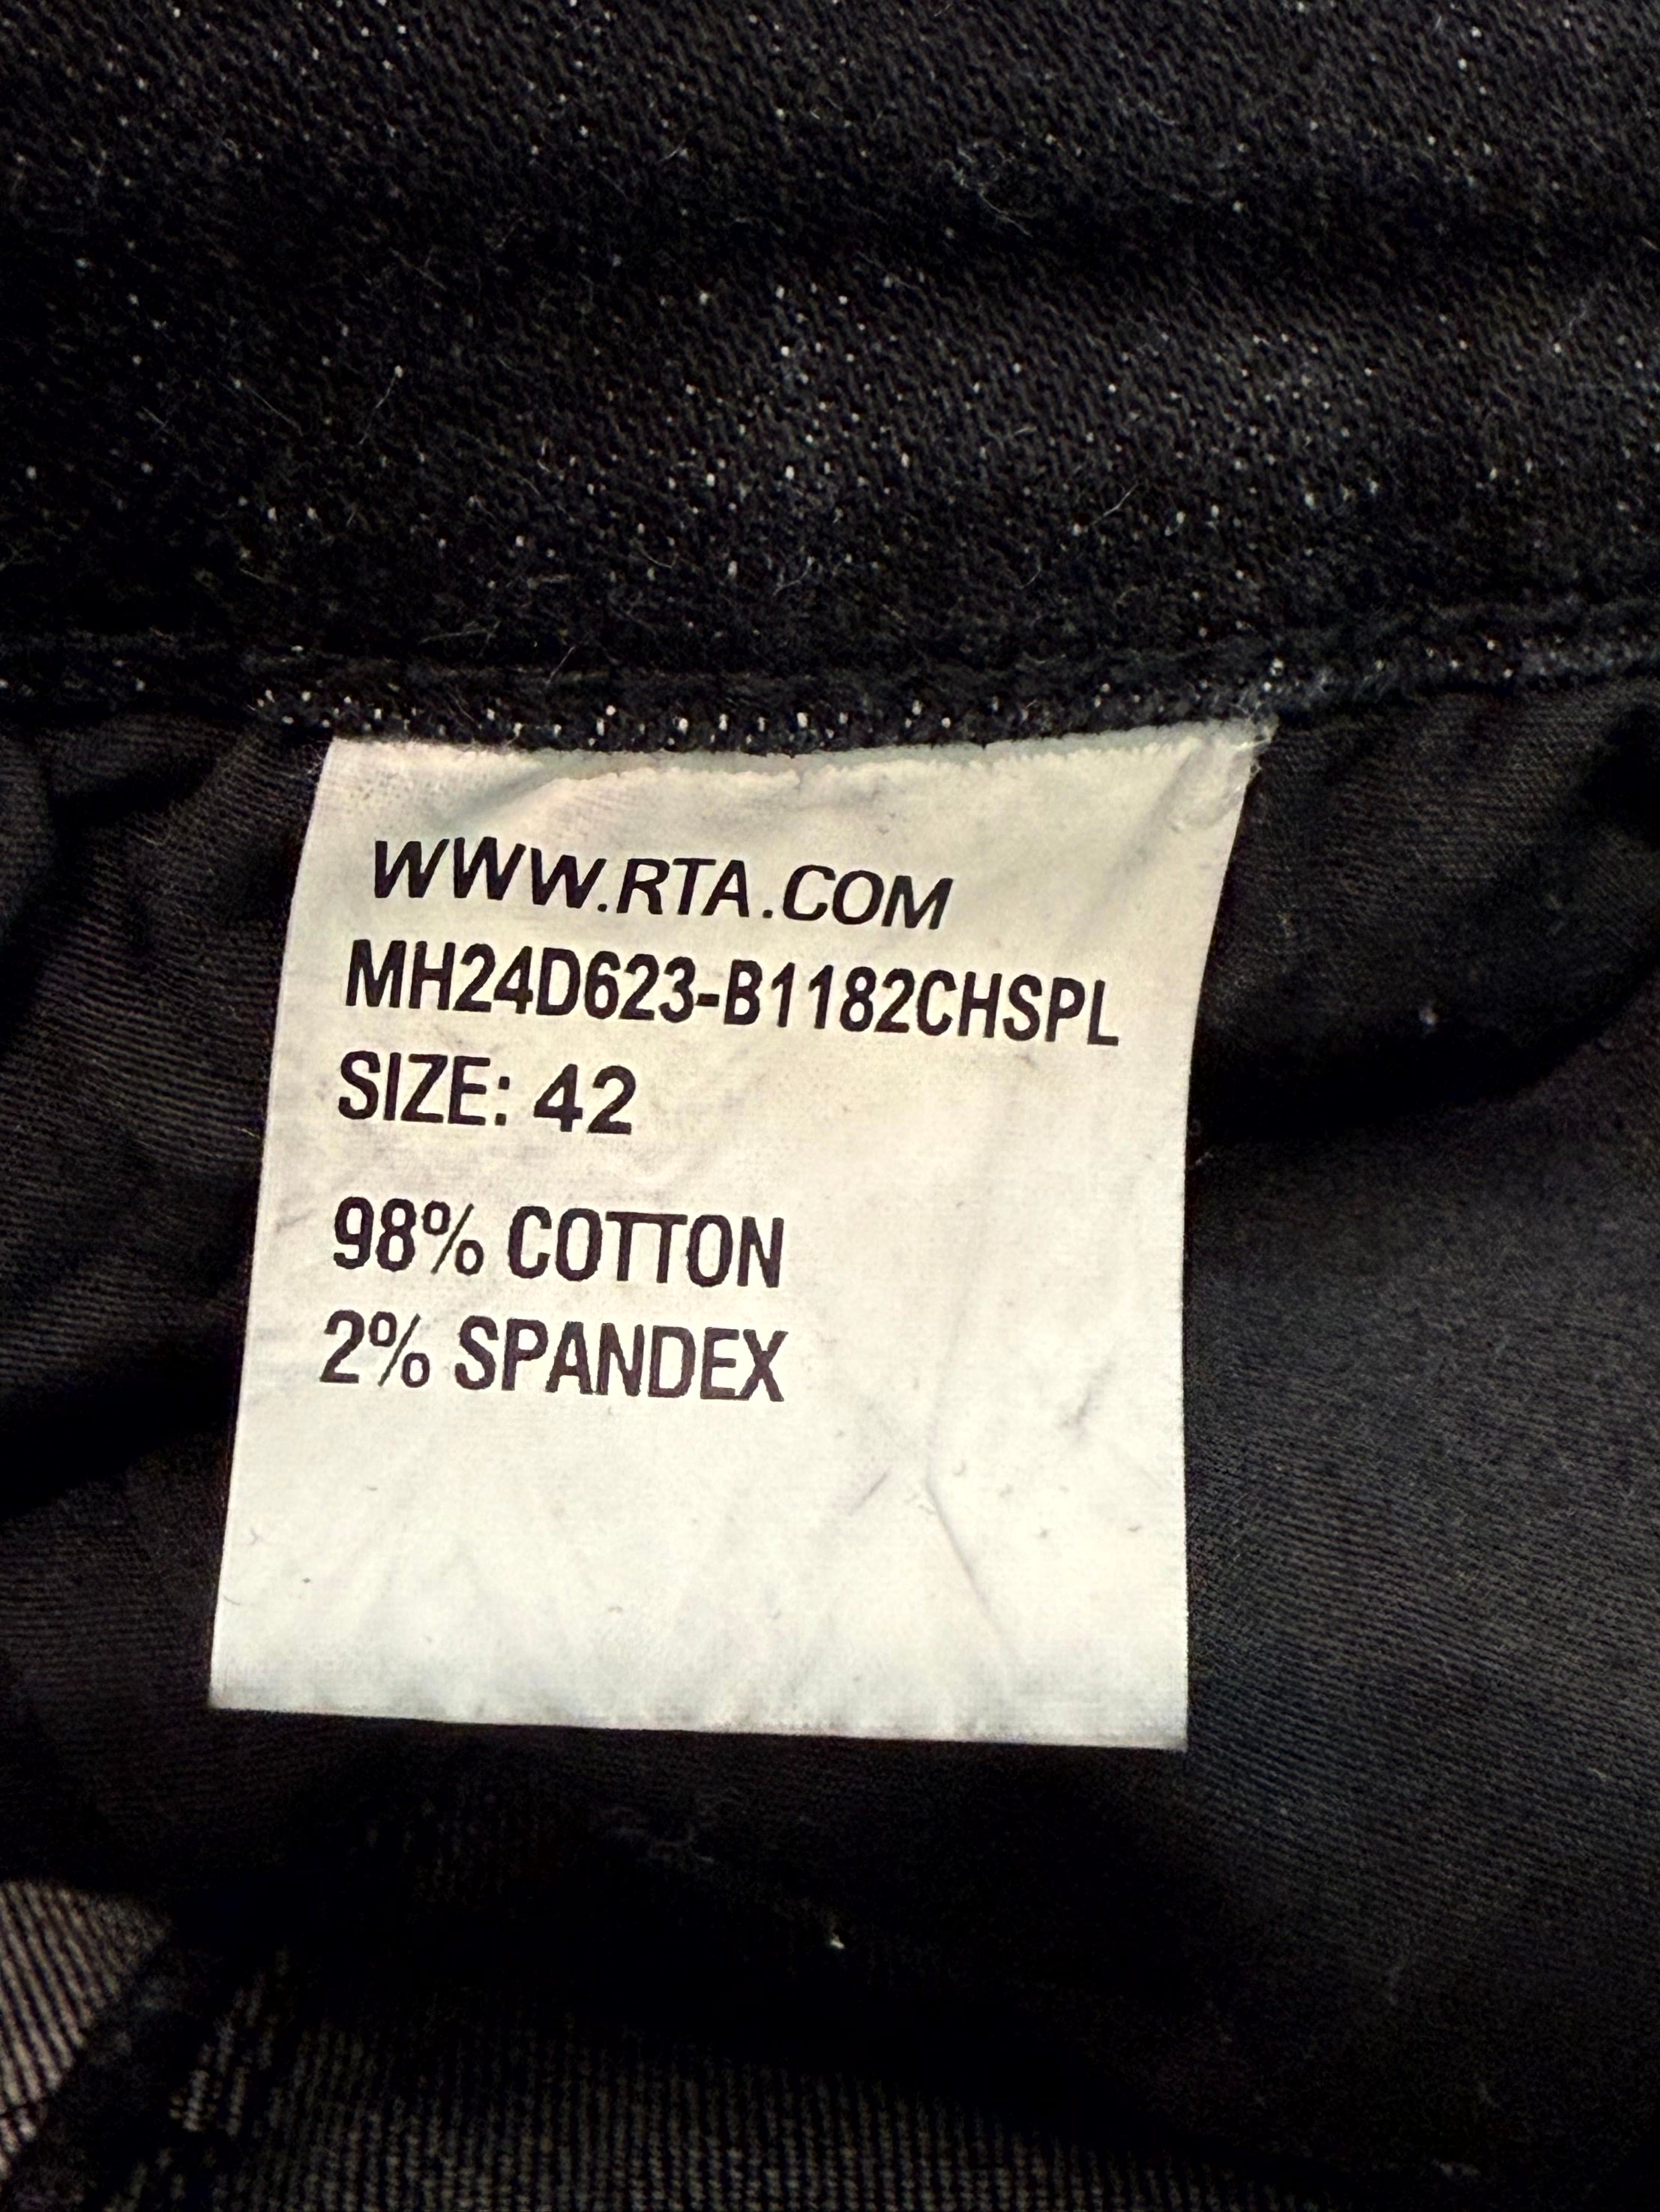 WWW.RTA.COM
MH24D623-B1182CHSPL
SIZE: 42
98% COTTON
2% SPANDEX